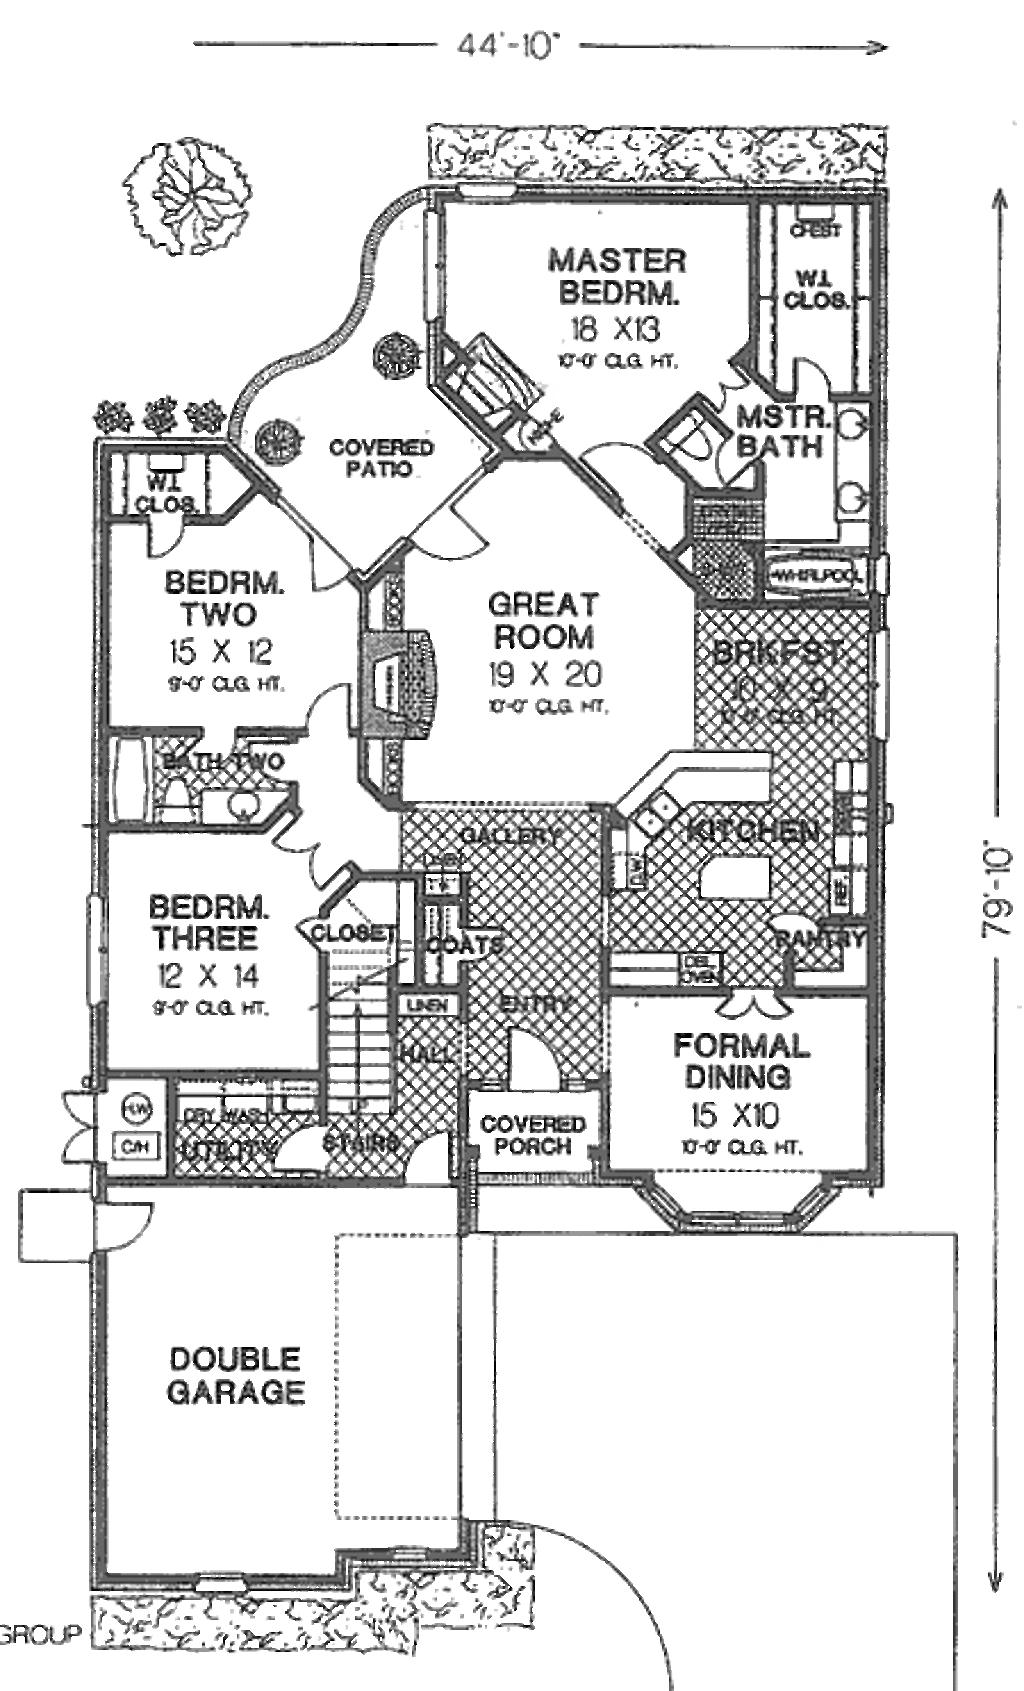 44'-10"
CHEST
W.I.
CLOS.
MASTER
BEDRM.
18 X13
10'-0" CLG. HT.
MSTR.
BATH
COVERED
PATIO
W.I.
CLOS.
WHIRLPOOL
BEDRM.
TWO
15 X 12
9'-0" CLG. HT.
GREAT
ROOM
19 X 20
10'-0" CLG. HT.
BRKFST
10 X 9
10'-0" CLG. HT.
BATH TWO
GALLERY
KITCHEN
LINEN
D.W.
REF.
79'-10"
BEDRM.
THREE
12 X 14
9'-0" CLG. HT.
CLOSET
COATS
PANTRY
DBL
OVEN
LINEN
ENTRY
HALL
FORMAL
DINING
15 X10
10'-0" CLG. HT.
H.W.
C/H
DRY WASH
UTILITY
UP
STAIRS
COVERED
PORCH
DOUBLE
GARAGE
GROUP